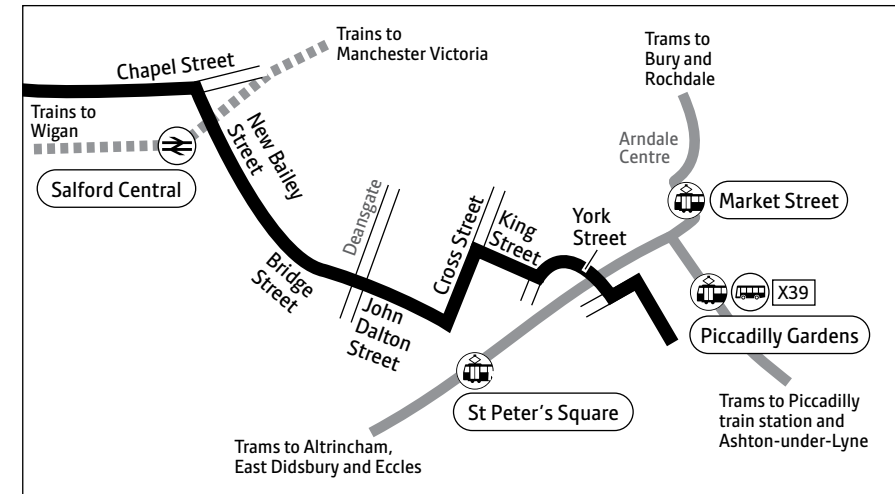 Trains to
Manchester Victoria
Trams to
Bury and
Rochdale
Chapel Street
Trains to
Wigan
New Bailey
Street
Arndale
Centre
Salford Central
Market Street
Deansgate
Cross Street
King
Street
York
Street
Bridge
Street
X39
John
Dalton
Street
Piccadilly Gardens
St Peter's Square
Trams to Piccadilly
train station and
Ashton-under-Lyne
Trams to Altrincham,
East Didsbury and Eccles